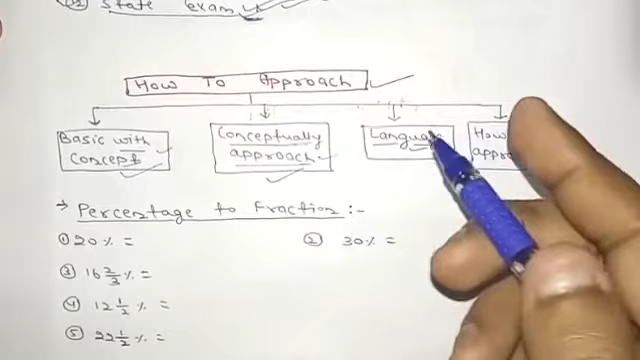 State exam
How To Approach
Basic with concept
Conceptually approach
Language
How
→ Percentage to Fraction :-
① 20% =
② 30% =
③ 16 2/3 % =
④ 12 1/2 % =
⑤ 22 1/2 % =